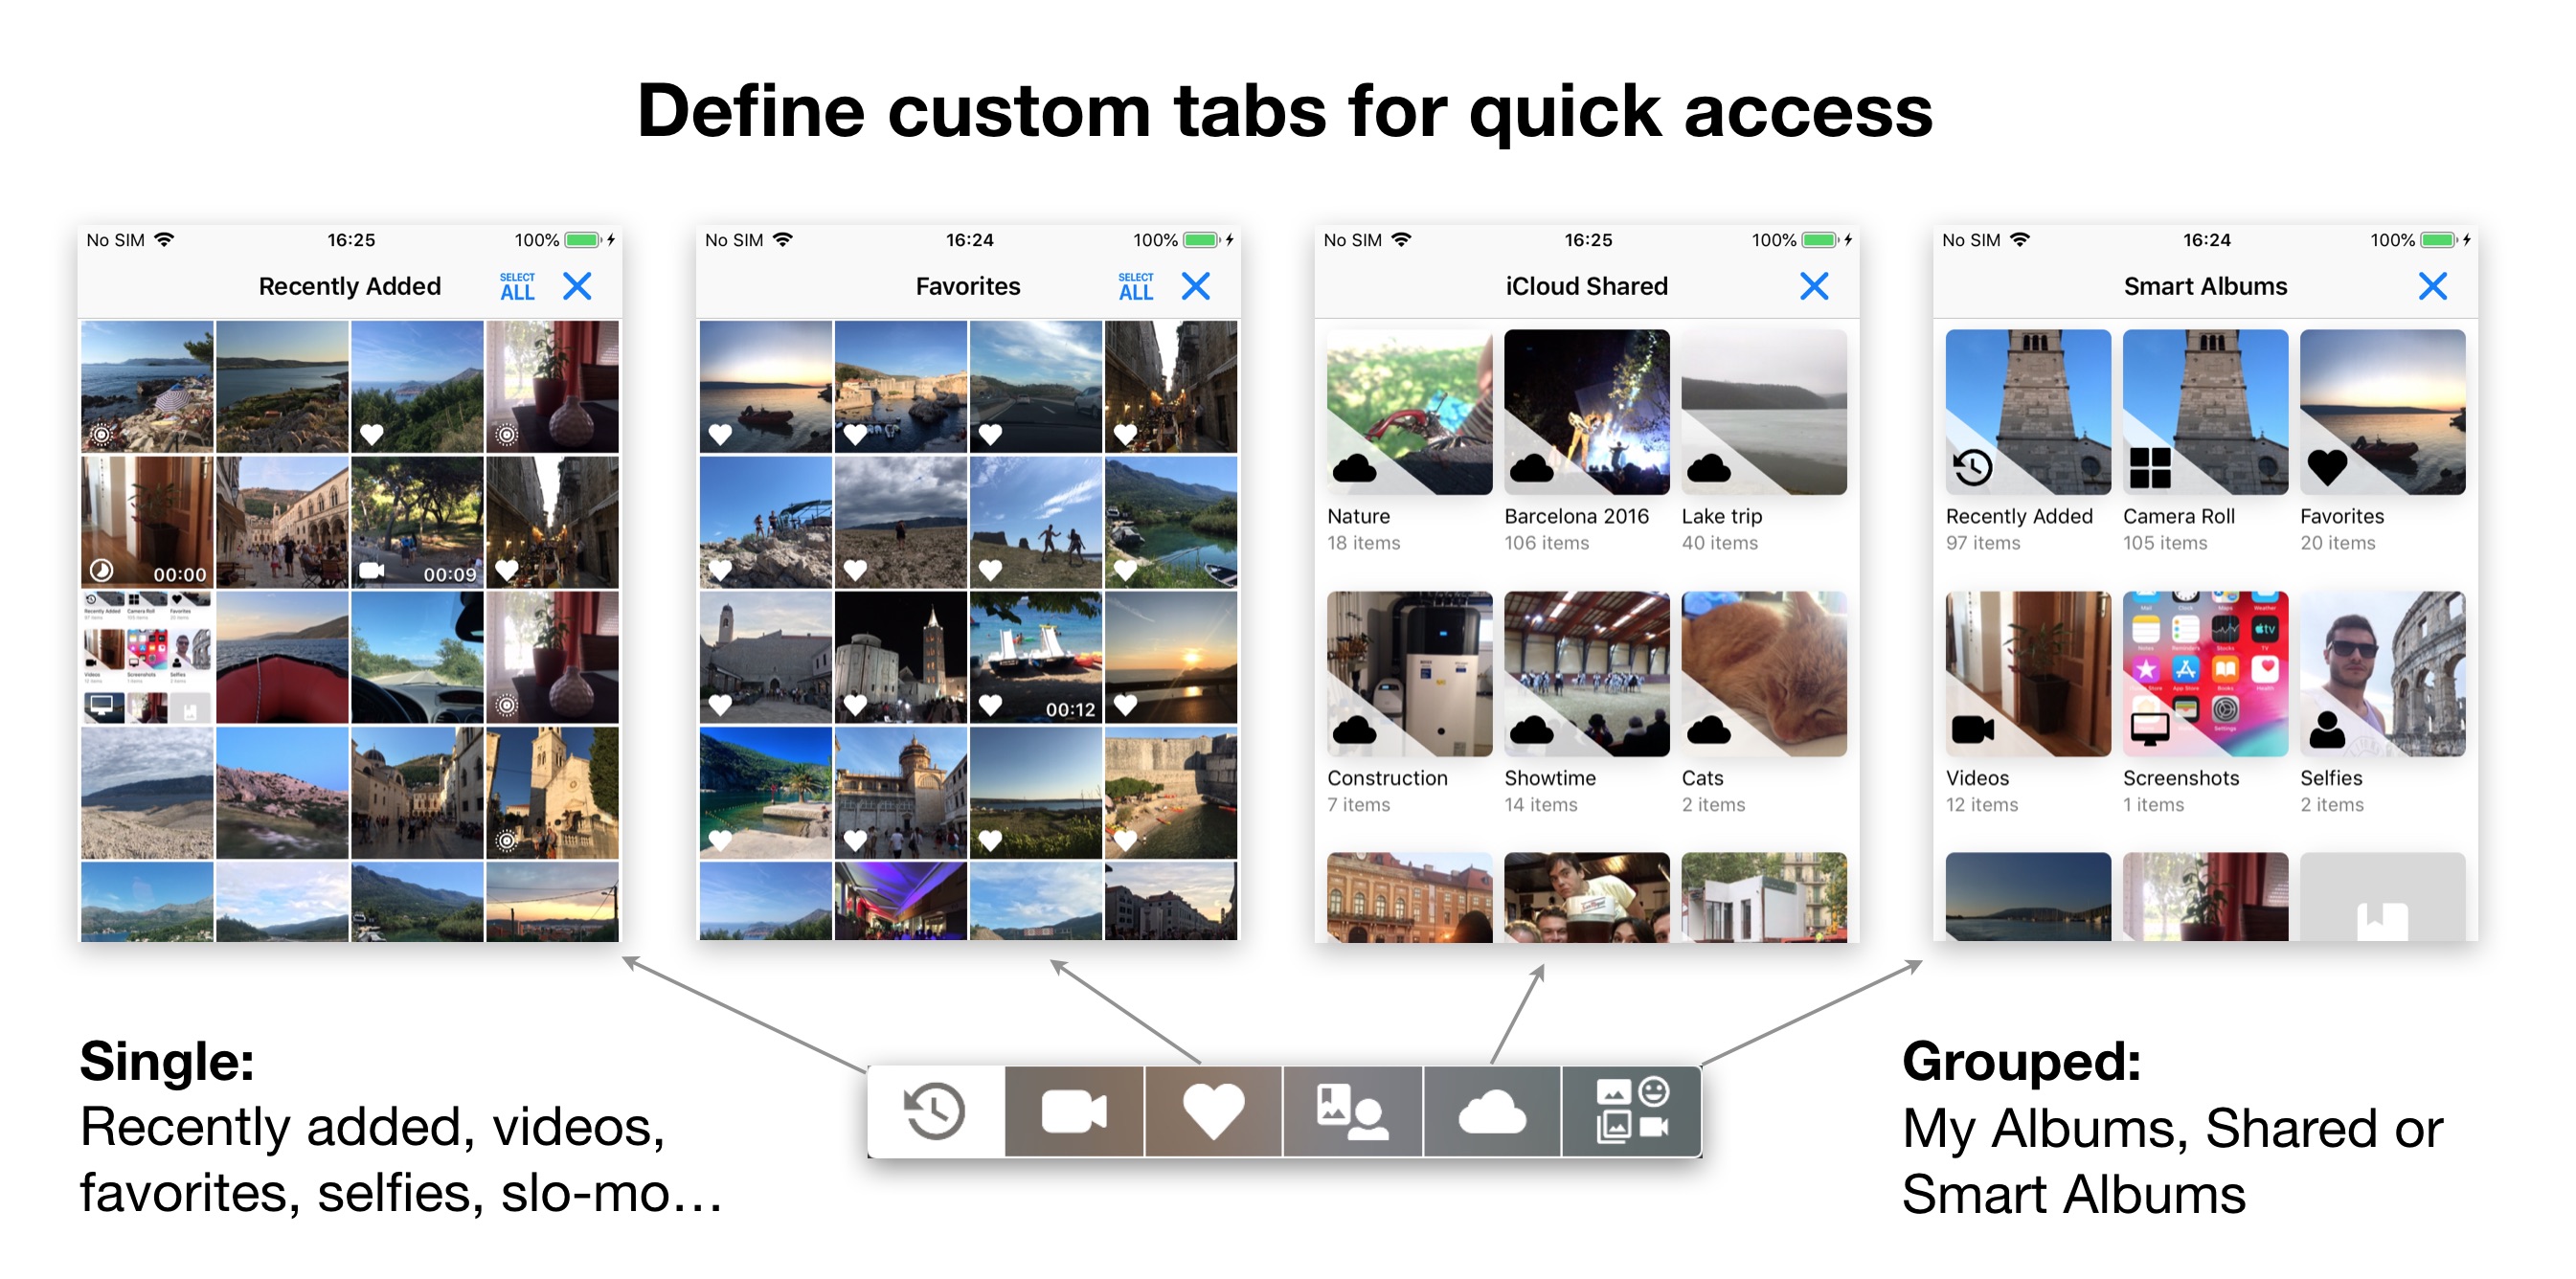 Define custom tabs for quick access
No SIM 16:25 100%
Recently Added SELECT ALL
00:00 00:09
No SIM 16:24 100%
Favorites SELECT ALL
00:12
No SIM 16:25 100%
iCloud Shared
Nature Barcelona 2016 Lake trip
18 items 106 items 40 items
Construction Showtime Cats
7 items 14 items 2 items
No SIM 16:24 100%
Smart Albums
Recently Added Camera Roll Favorites
97 items 105 items 20 items
Videos Screenshots Selfies
12 items 1 items 2 items
Single:
Recently added, videos,
favorites, selfies, slo-mo…
Grouped:
My Albums, Shared or
Smart Albums